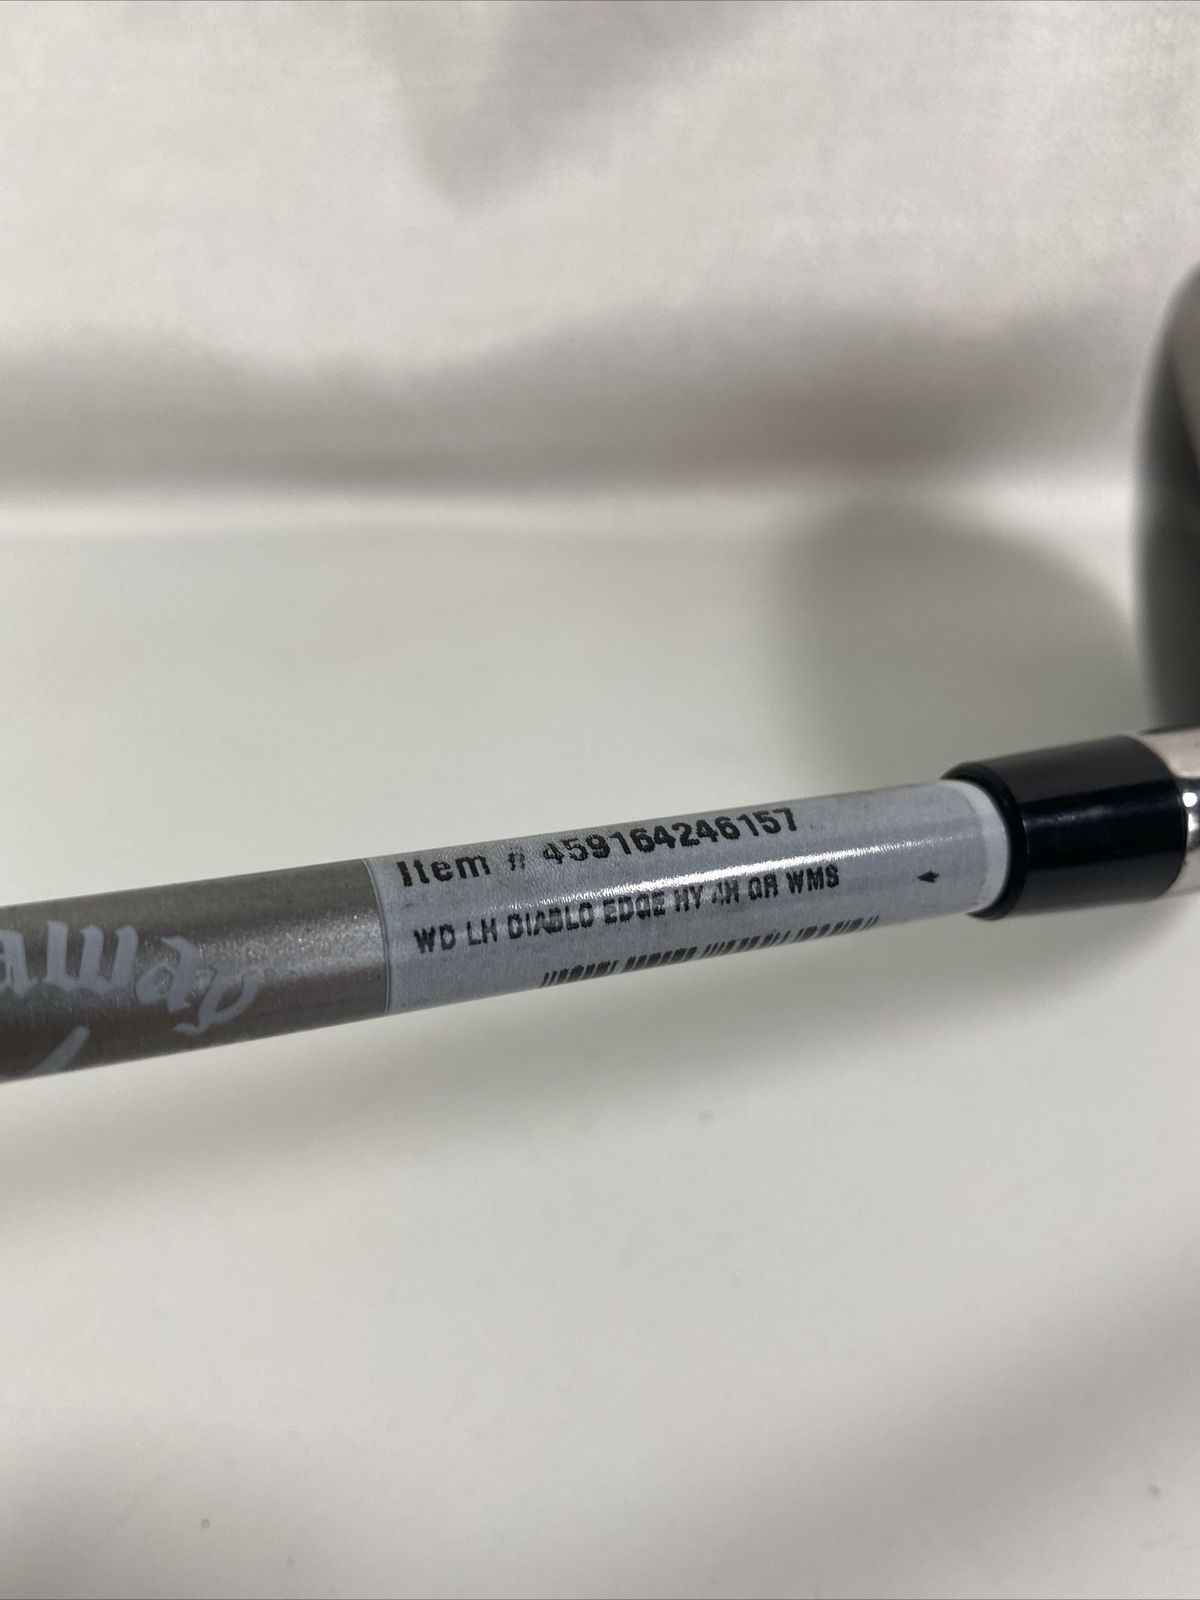 Item # 459164246157
WD LH DIABLO EDGE HY 4H GR WMS